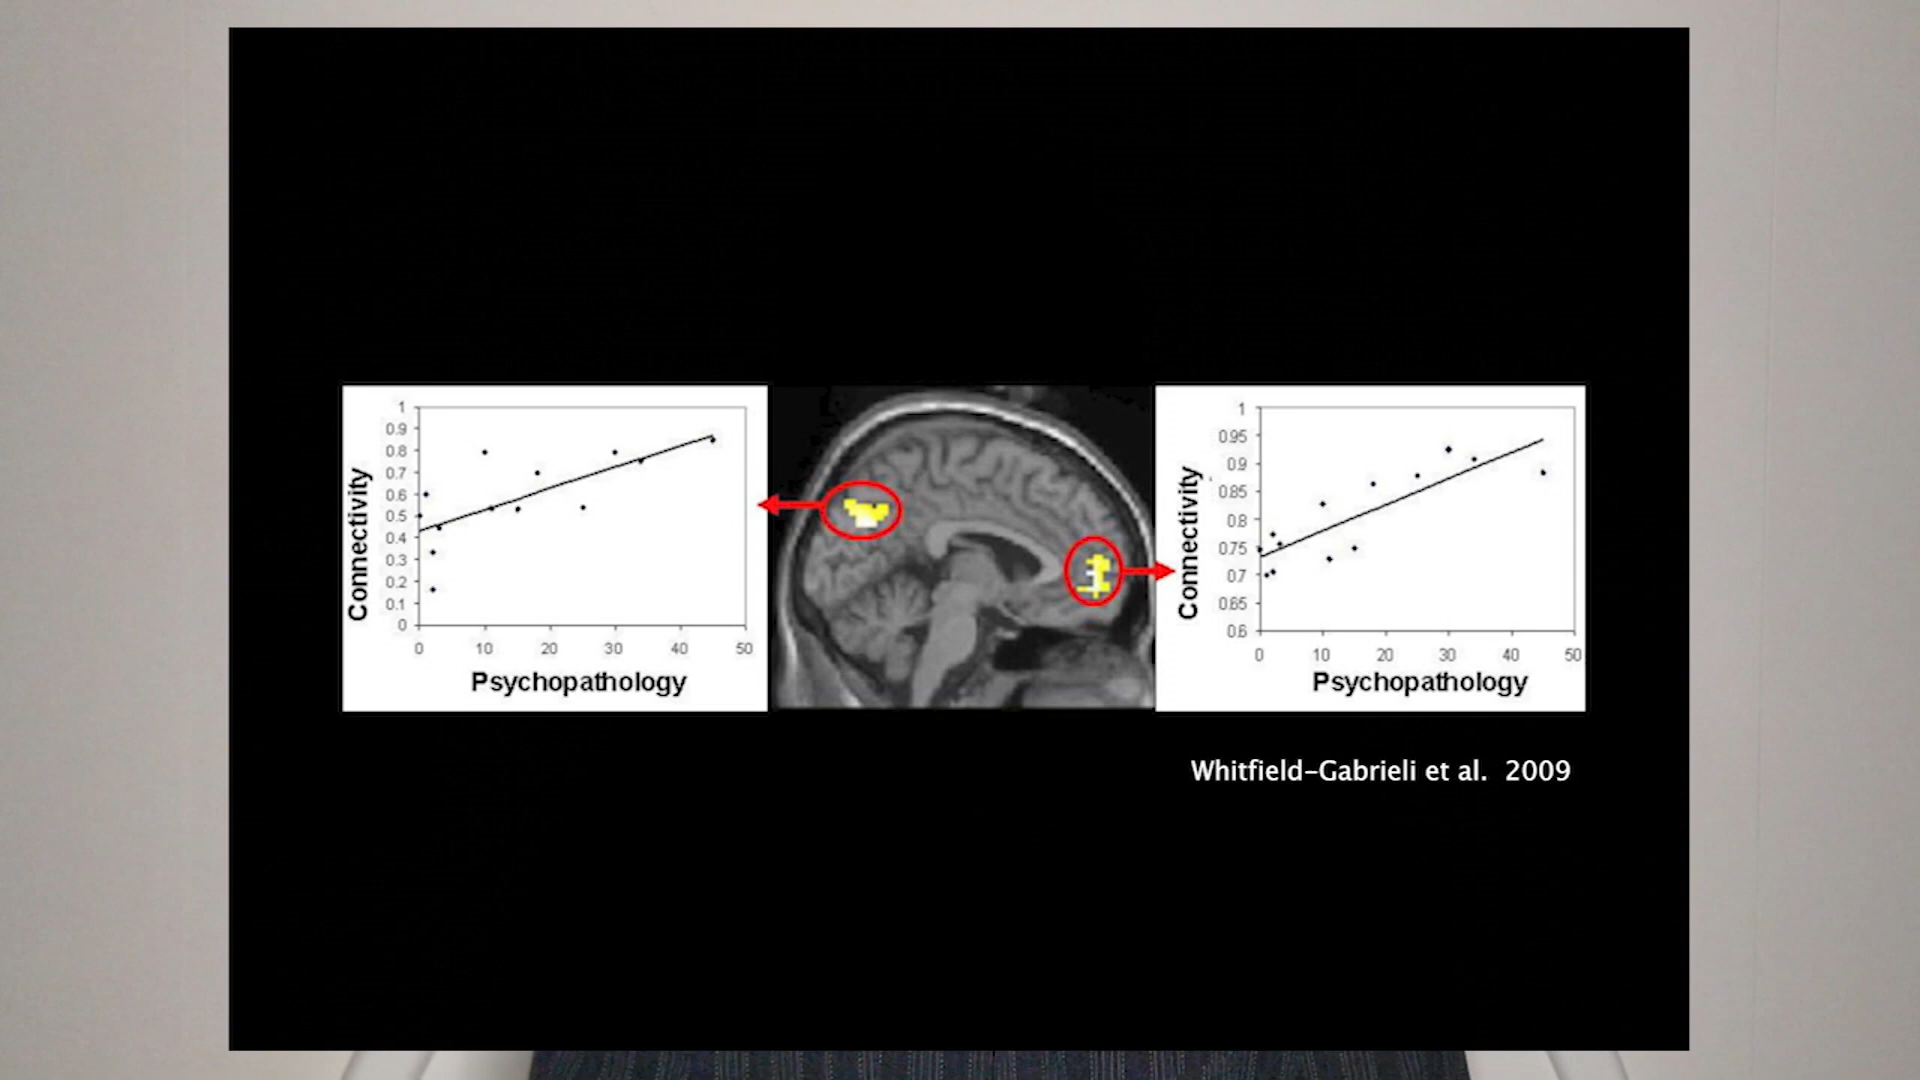 1
0.9
0.8
0.7
0.6
0.5
0.4
0.3
0.2
0.1
0
Connectivity
0 10 20 30 40 50
Psychopathology
1
0.95
0.9
0.85
0.8
0.75
0.7
0.65
0.6
Connectivity
0 10 20 30 40 50
Psychopathology
Whitfield-Gabrieli et al. 2009